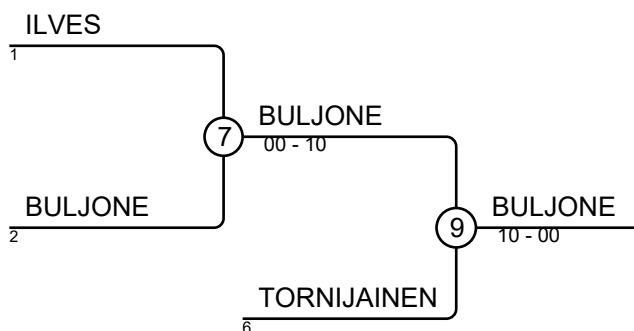 ILVES
1
7
BULJONE
00 - 10
BULJONE
2
9
BULJONE
10 - 00
TORNIJAINEN
6